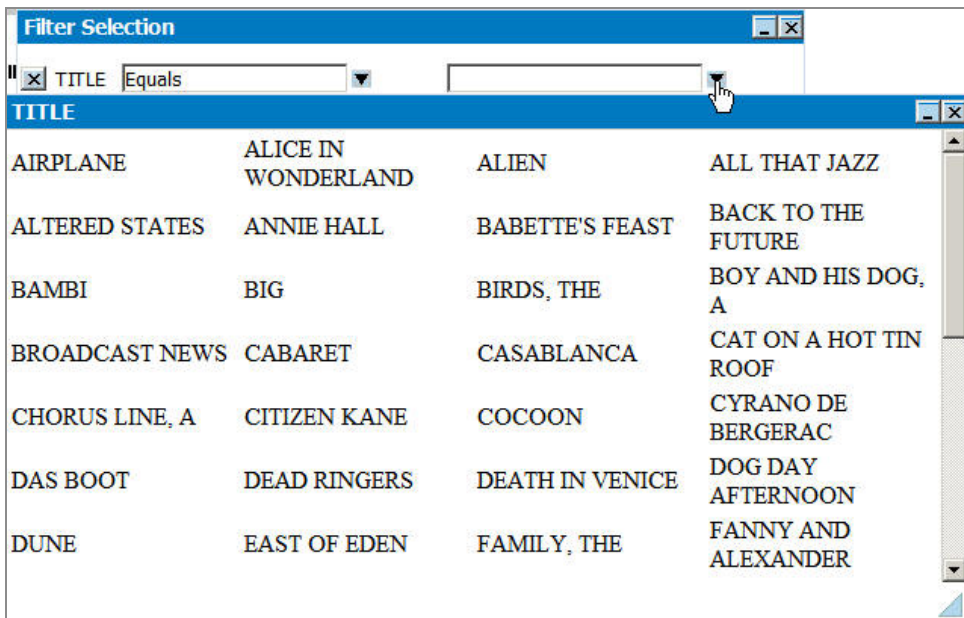 Filter Selection
TITLE Equals
TITLE
AIRPLANE ALICE IN WONDERLAND ALIEN ALL THAT JAZZ
ALTERED STATES ANNIE HALL BABETTE'S FEAST BACK TO THE FUTURE
BAMBI BIG BIRDS, THE BOY AND HIS DOG, A
BROADCAST NEWS CABARET CASABLANCA CAT ON A HOT TIN ROOF
CHORUS LINE, A CITIZEN KANE COCOON CYRANO DE BERGERAC
DAS BOOT DEAD RINGERS DEATH IN VENICE DOG DAY AFTERNOON
DUNE EAST OF EDEN FAMILY, THE FANNY AND ALEXANDER